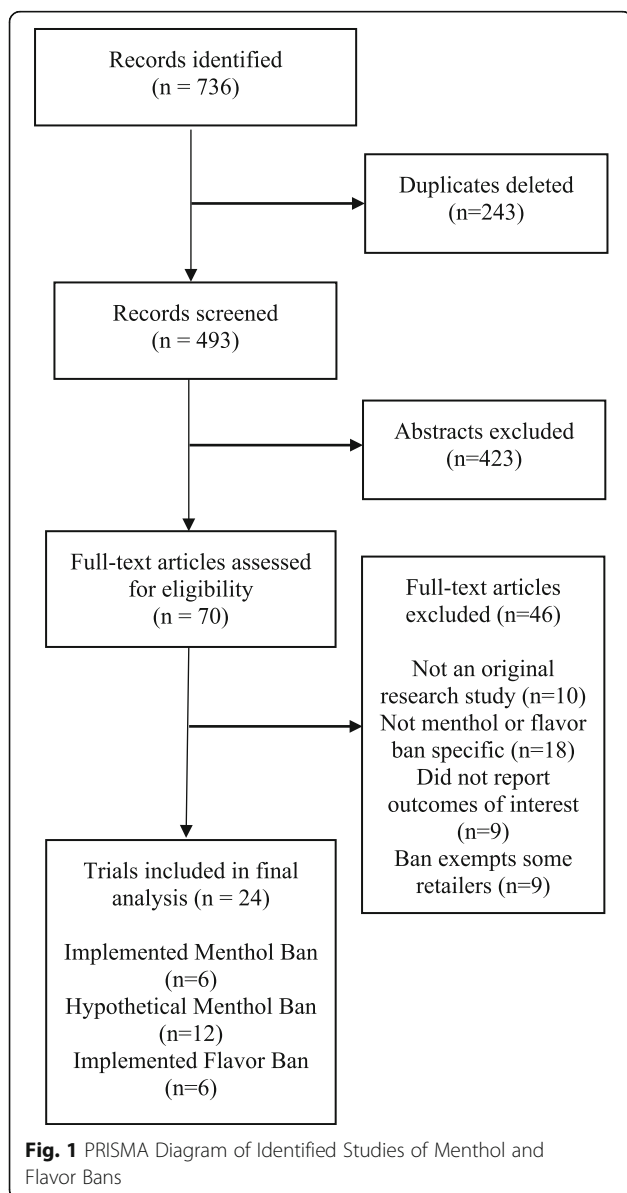 Records identified
(n = 736)
Duplicates deleted
(n=243)
Records screened
(n = 493)
Abstracts excluded
(n=423)
Full-text articles assessed
for eligibility
(n = 70)
Full-text articles
excluded (n=46)
Not an original
research study (n=10)
Not menthol or flavor
ban specific (n=18)
Did not report
outcomes of interest
(n=9)
Ban exempts some
retailers (n=9)
Trials included in final
analysis (n = 24)
Implemented Menthol Ban
(n=6)
Hypothetical Menthol Ban
(n=12)
Implemented Flavor Ban
(n=6)
Fig. 1 PRISMA Diagram of Identified Studies of Menthol and
Flavor Bans